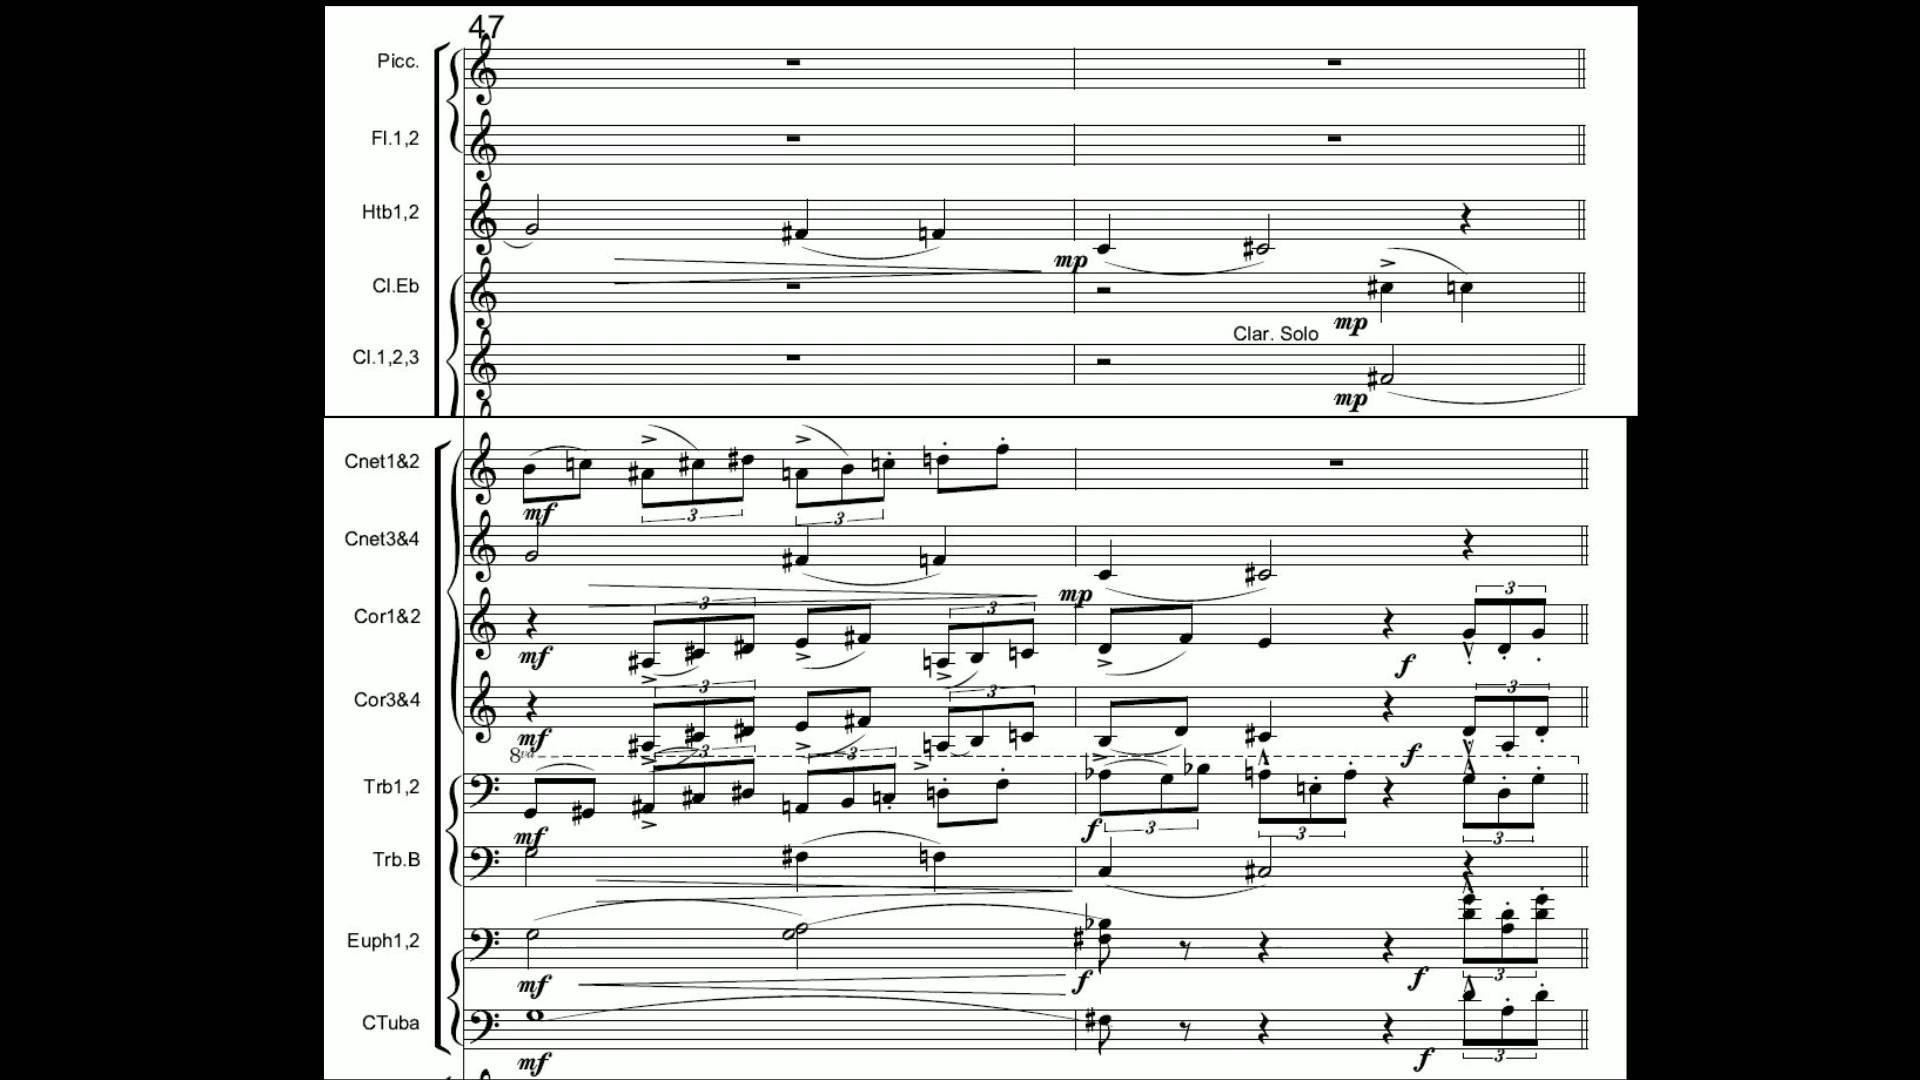 47
Picc.
Fl.1,2
Htb1,2
mp
Cl.Eb
mp
Clar. Solo
Cl.1,2,3
mp
Cnet1&2
3 3
mf
Cnet3&4
mp
3 3 3
Cor1&2
mf f
3 3 3
Cor3&4
mf f
8va 3 3
Trb1,2
mf f 3 3 3
Trb.B
Euph1,2
mf f f 3
CTuba
mf f 3